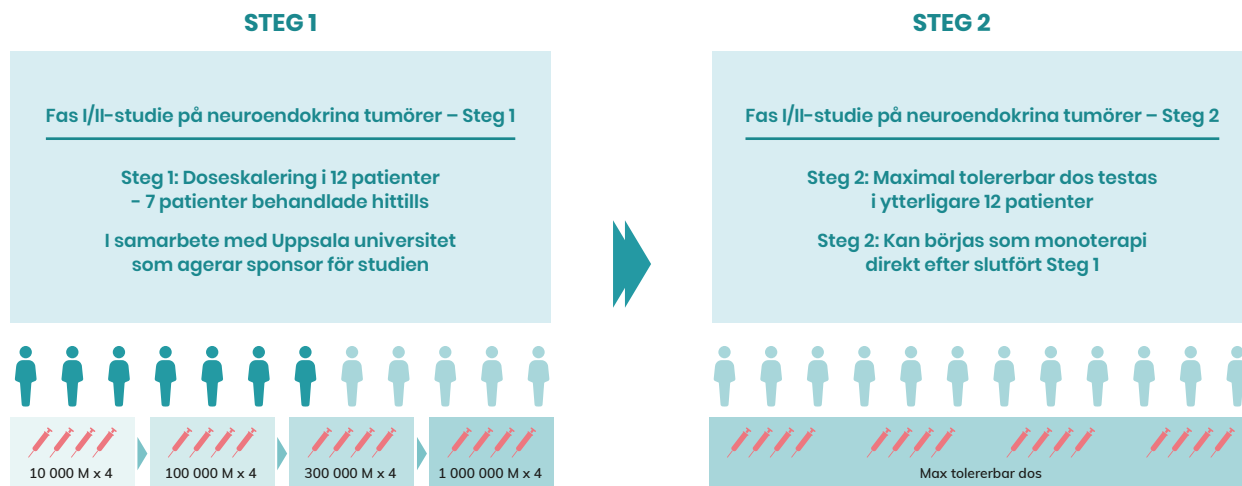 STEG 1
Fas I/II-studie på neuroendokrina tumörer – Steg 1
Steg 1: Doseskalering i 12 patienter
- 7 patienter behandlade hittills
I samarbete med Uppsala universitet
som agerar sponsor för studien
10 000 M x 4
100 000 M x 4
300 000 M x 4
1 000 000 M x 4
STEG 2
Fas I/II-studie på neuroendokrina tumörer – Steg 2
Steg 2: Maximal tolererbar dos testas
i ytterligare 12 patienter
Steg 2: Kan börjas som monoterapi
direkt efter slutfört Steg 1
Max tolererbar dos